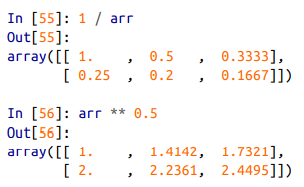 In [55]: 1 / arr
Out[55]:
array([[ 1.    ,  0.5   ,  0.3333],
       [ 0.25  ,  0.2   ,  0.1667]])
In [56]: arr ** 0.5
Out[56]:
array([[ 1.    ,  1.4142,  1.7321],
       [ 2.    ,  2.2361,  2.4495]])